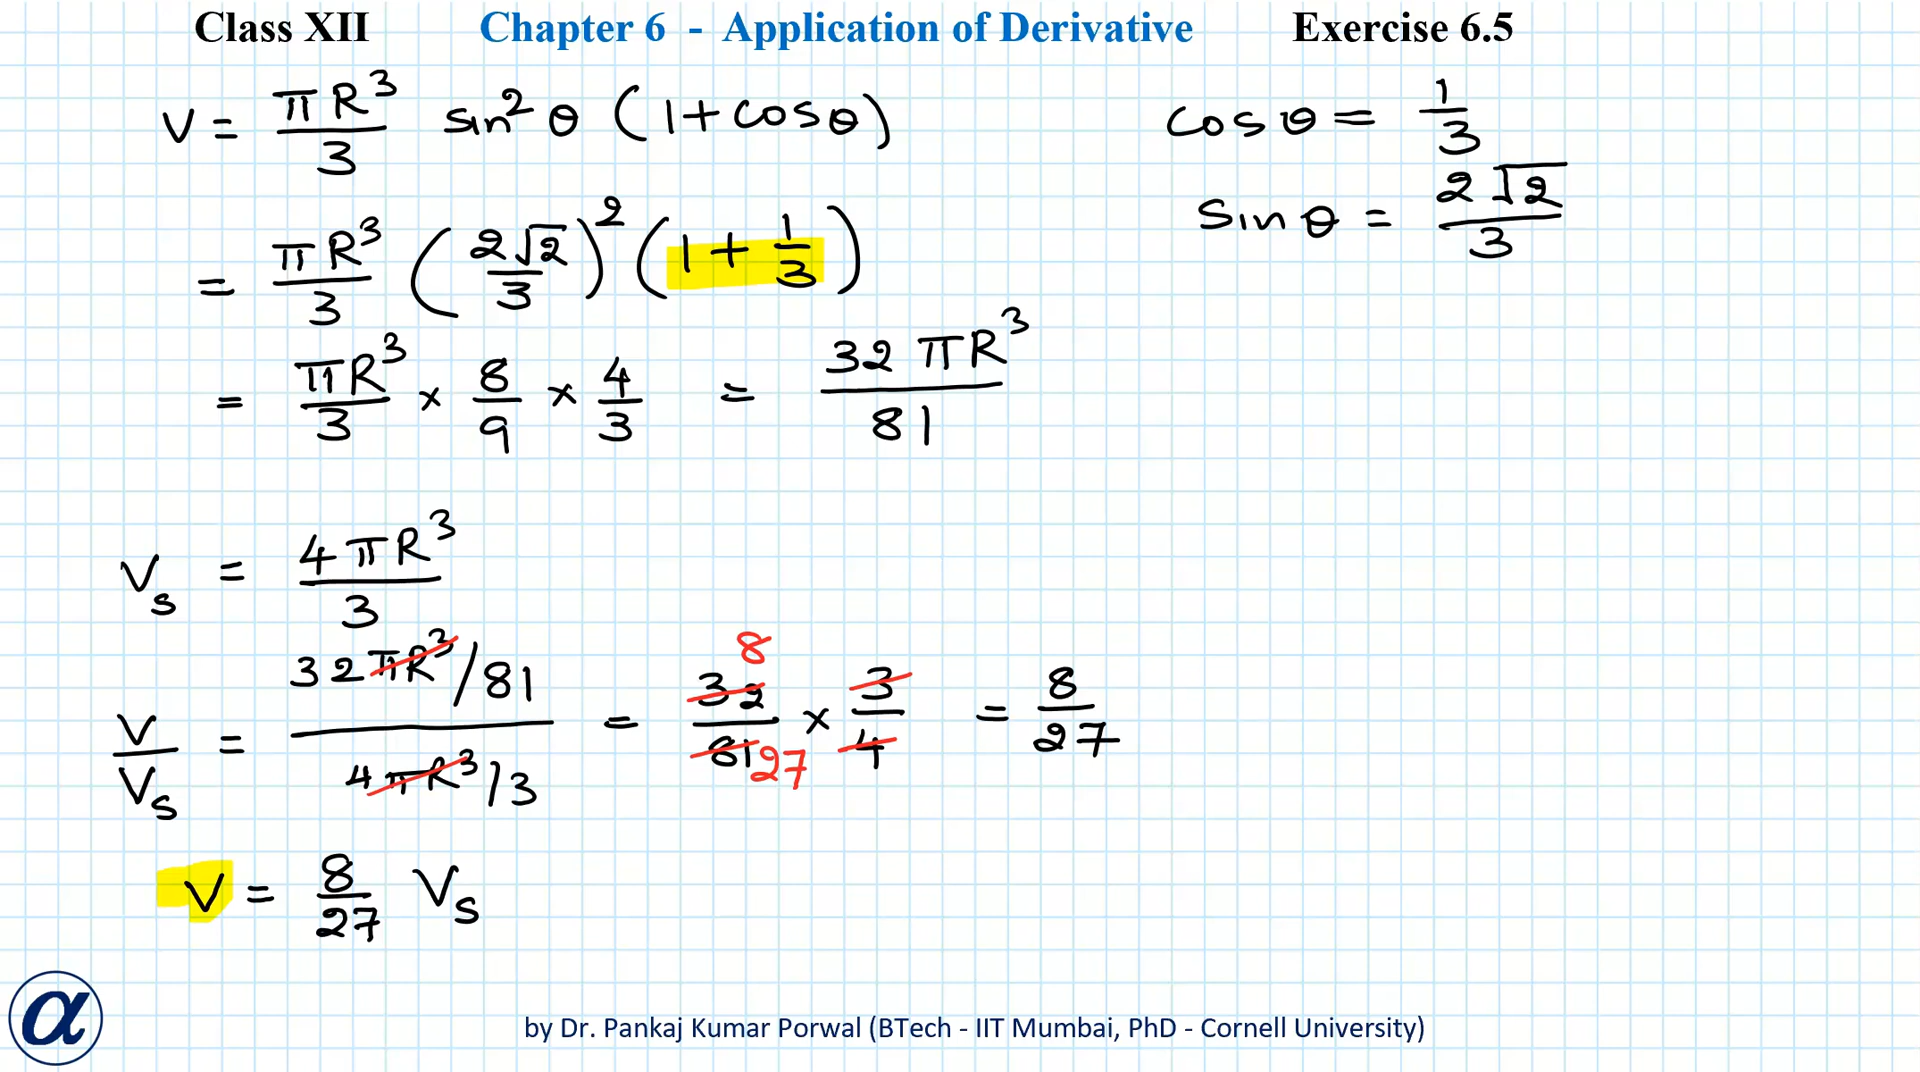 Class XII Chapter 6 - Application of Derivative Exercise 6.5
V = πR³/3 sin²θ (1 + cosθ) cosθ = 1/3
= πR³/3 (2√2/3)² (1 + 1/3) sinθ = 2√2/3
= πR³/3 × 8/9 × 4/3 = 32πR³/81
Vₛ = 4πR³/3
V/Vₛ = (32πR³/81)/(4πR³/3) = 32/81 × 3/4 = 8/27
8
27
V = 8/27 Vₛ
α
by Dr. Pankaj Kumar Porwal (BTech - IIT Mumbai, PhD - Cornell University)